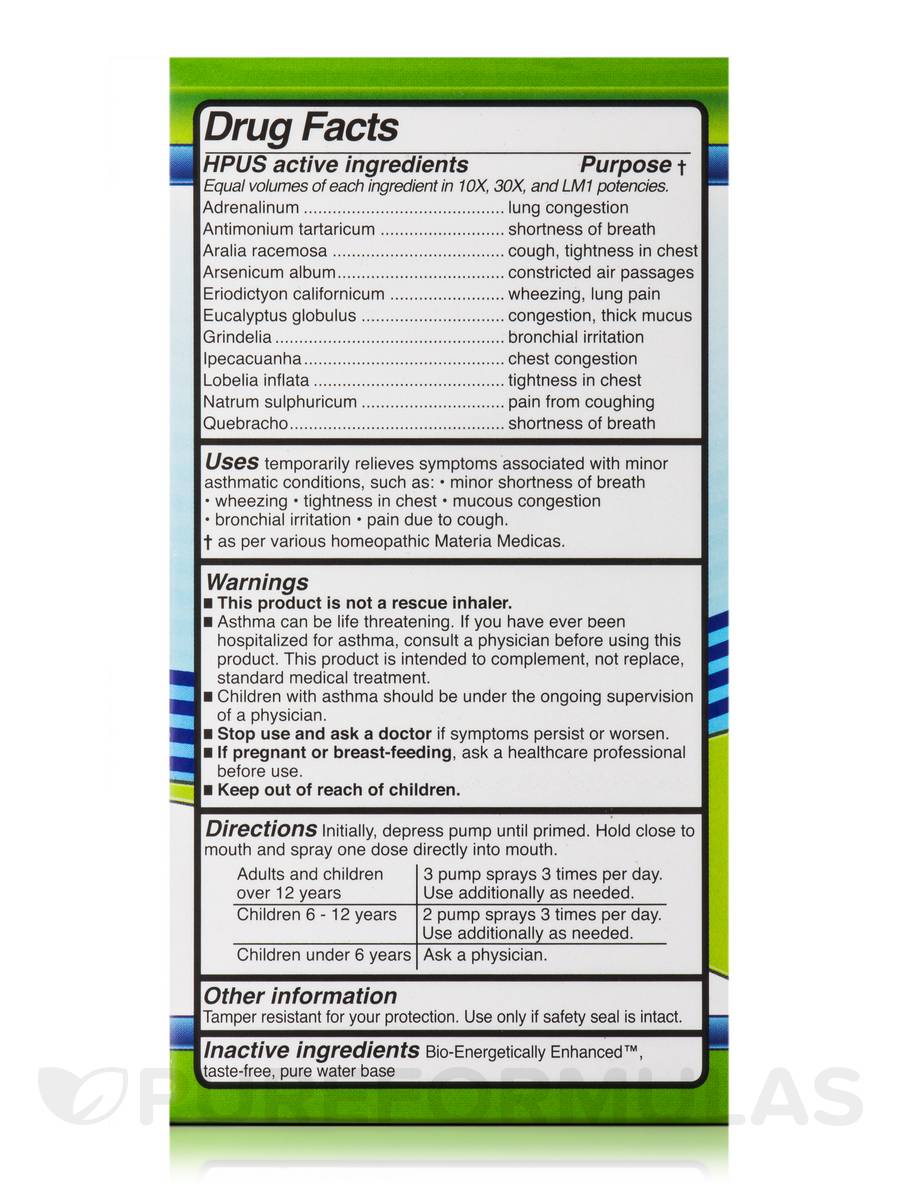 Drug Facts
HPUS active ingredients Purpose †
Equal volumes of each ingredient in 10X, 30X, and LM1 potencies.
Adrenalinum .......................................... lung congestion
Antimonium tartaricum .......................... shortness of breath
Aralia racemosa .................................... cough, tightness in chest
Arsenicum album................................... constricted air passages
Eriodictyon californicum ........................ wheezing, lung pain
Eucalyptus globulus .............................. congestion, thick mucus
Grindelia ................................................ bronchial irritation
Ipecacuanha.......................................... chest congestion
Lobelia inflata ........................................ tightness in chest
Natrum sulphuricum .............................. pain from coughing
Quebracho............................................. shortness of breath
Uses temporarily relieves symptoms associated with minor
asthmatic conditions, such as: • minor shortness of breath
• wheezing • tightness in chest • mucous congestion
• bronchial irritation • pain due to cough.
† as per various homeopathic Materia Medicas.
Warnings
■ This product is not a rescue inhaler.
■ Asthma can be life threatening. If you have ever been
hospitalized for asthma, consult a physician before using this
product. This product is intended to complement, not replace,
standard medical treatment.
■ Children with asthma should be under the ongoing supervision
of a physician.
■ Stop use and ask a doctor if symptoms persist or worsen.
■ If pregnant or breast-feeding, ask a healthcare professional
before use.
■ Keep out of reach of children.
Directions Initially, depress pump until primed. Hold close to
mouth and spray one dose directly into mouth.
Adults and children 3 pump sprays 3 times per day.
over 12 years Use additionally as needed.
Children 6 - 12 years 2 pump sprays 3 times per day.
Use additionally as needed.
Children under 6 years Ask a physician.
Other information
Tamper resistant for your protection. Use only if safety seal is intact.
Inactive ingredients Bio-Energetically Enhanced™,
taste-free, pure water base
PUREFORMULAS